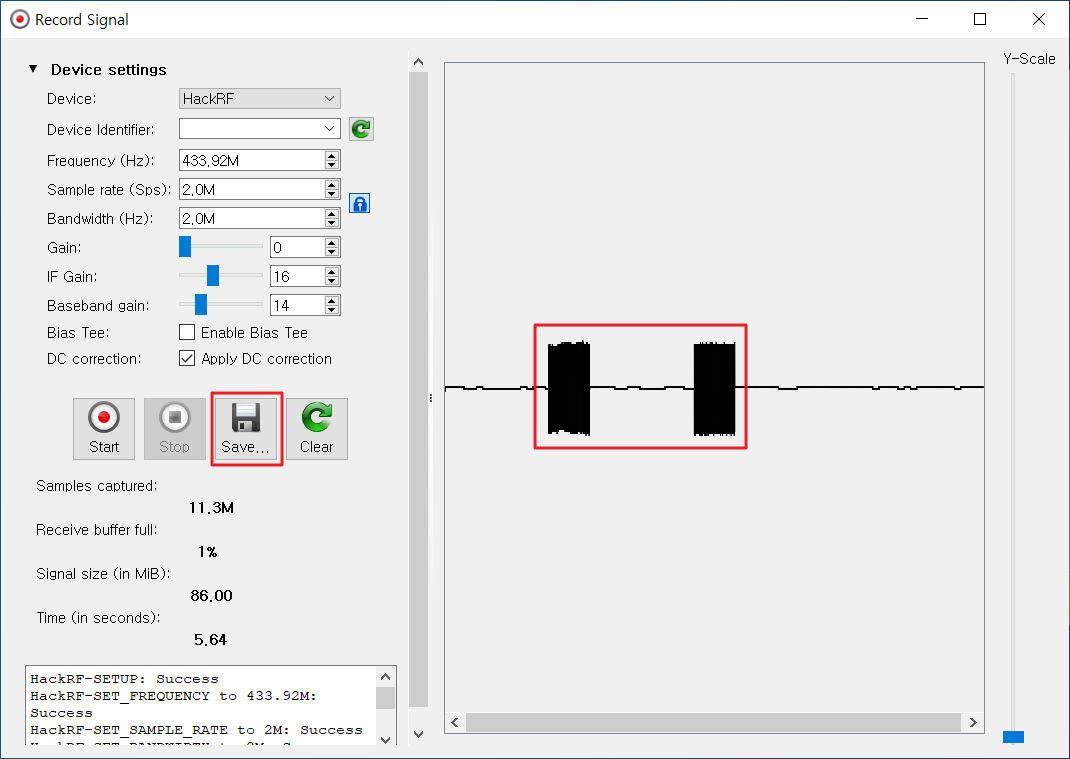 Record Signal
Y-Scale
▼ Device settings
Device: HackRF
Device Identifier:
Frequency (Hz): 433.92M
Sample rate (Sps): 2.0M
Bandwidth (Hz): 2.0M
Gain: 0
IF Gain: 16
Baseband gain: 14
Bias Tee: Enable Bias Tee
DC correction: Apply DC correction
Start Stop Save... Clear
Samples captured:
11.3M
Receive buffer full:
1%
Signal size (in MiB):
86.00
Time (in seconds):
5.64
HackRF-SETUP: Success
HackRF-SET_FREQUENCY to 433.92M:
Success
HackRF-SET_SAMPLE_RATE to 2M: Success